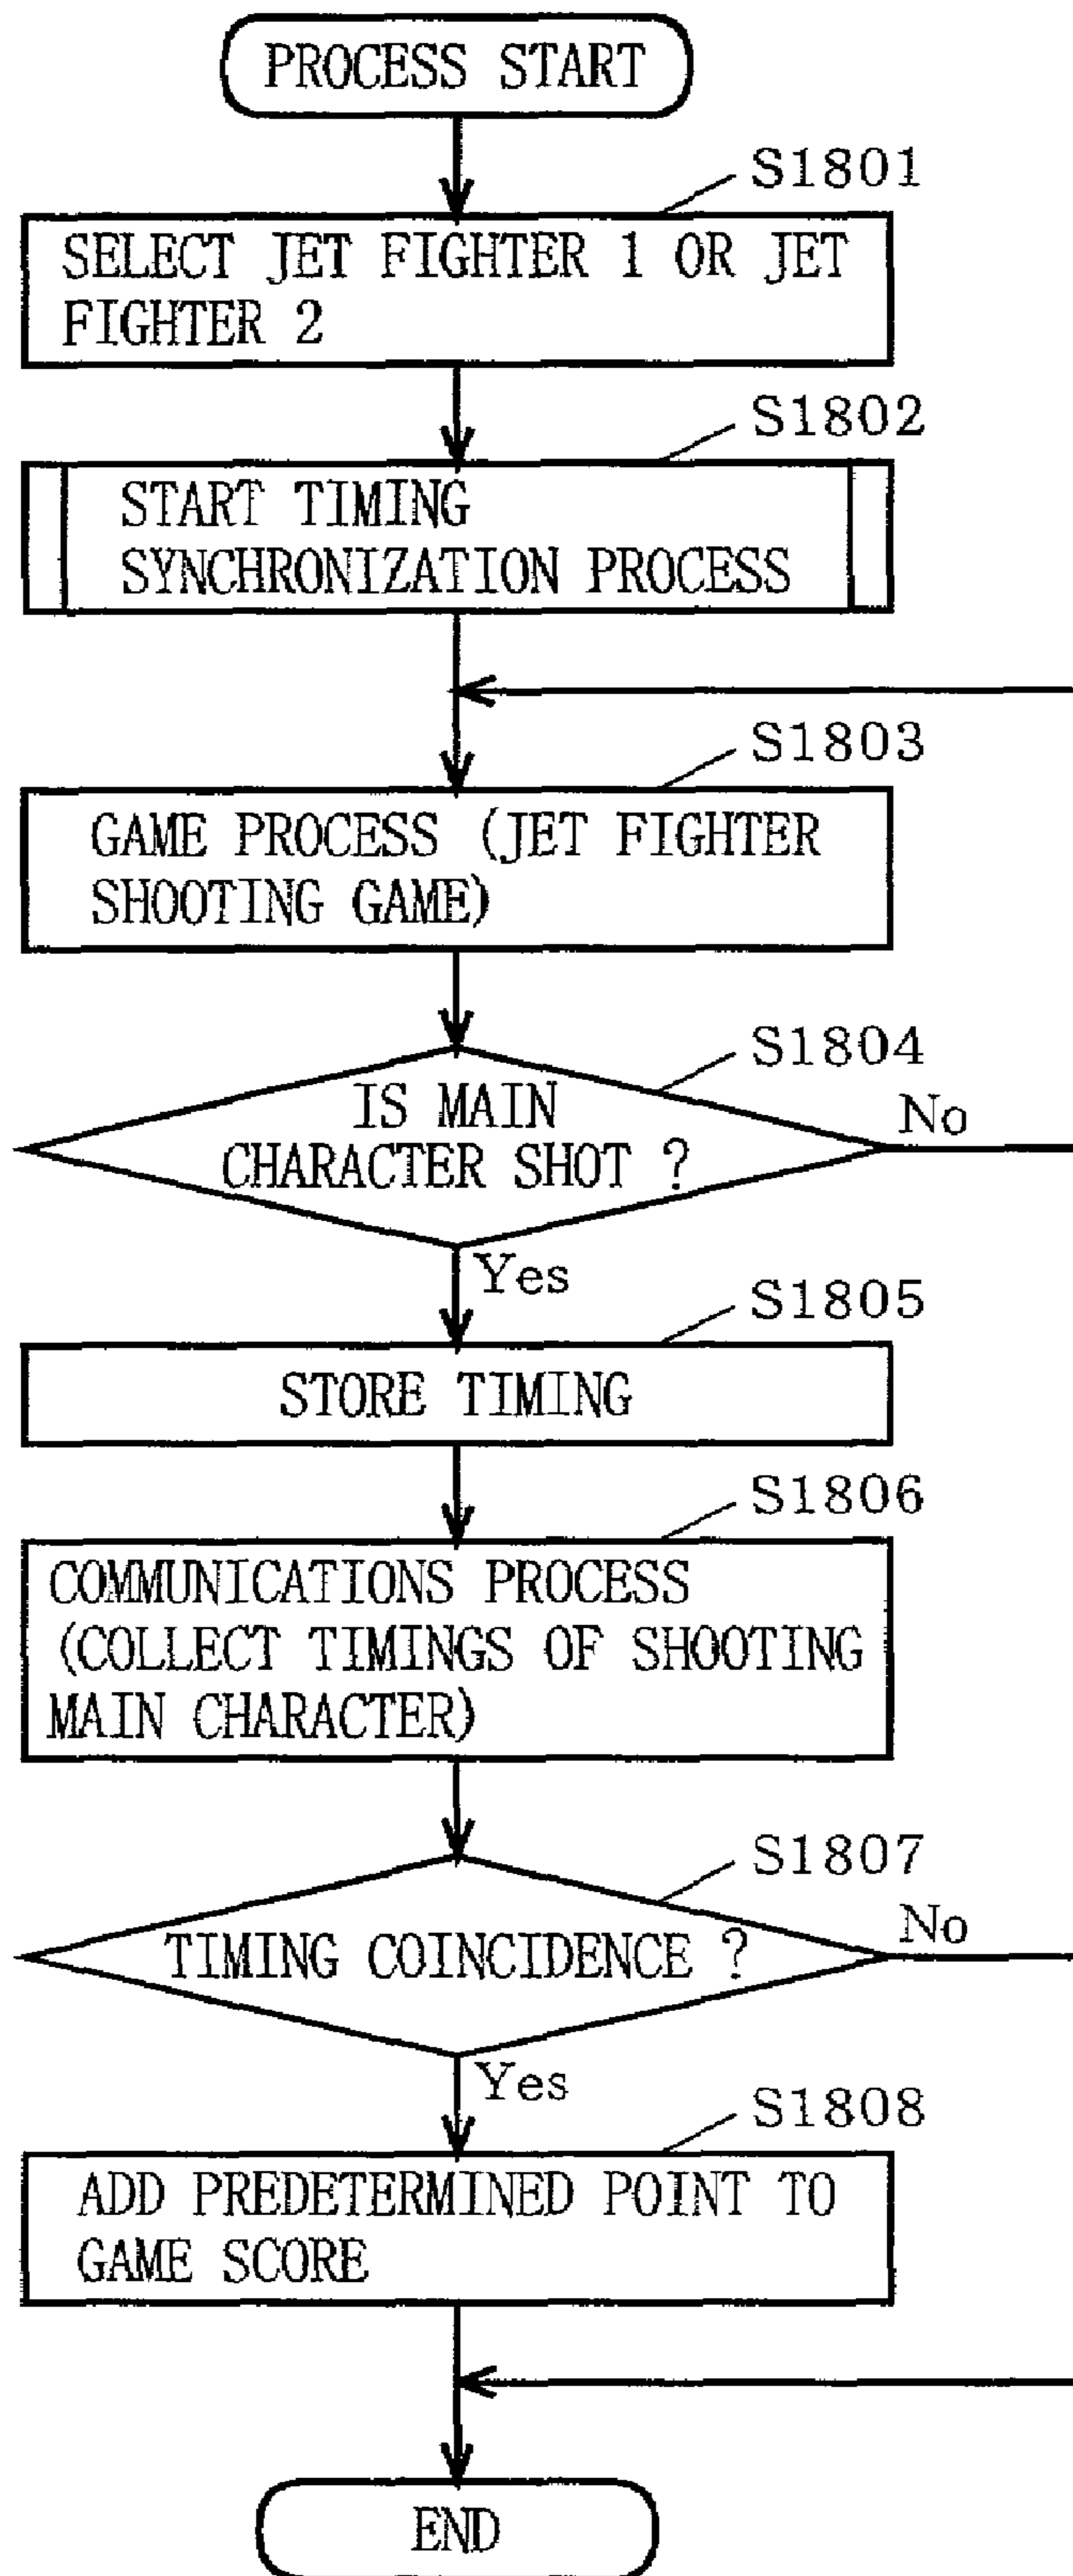 PROCESS START
S1801
SELECT JET FIGHTER 1 OR JET
FIGHTER 2
S1802
START TIMING
SYNCHRONIZATION PROCESS
S1803
GAME PROCESS (JET FIGHTER
SHOOTING GAME)
S1804
IS MAIN
CHARACTER SHOT ?
No
Yes
S1805
STORE TIMING
S1806
COMMUNICATIONS PROCESS
(COLLECT TIMINGS OF SHOOTING
MAIN CHARACTER)
S1807
TIMING COINCIDENCE ?
No
Yes
S1808
ADD PREDETERMINED POINT TO
GAME SCORE
END